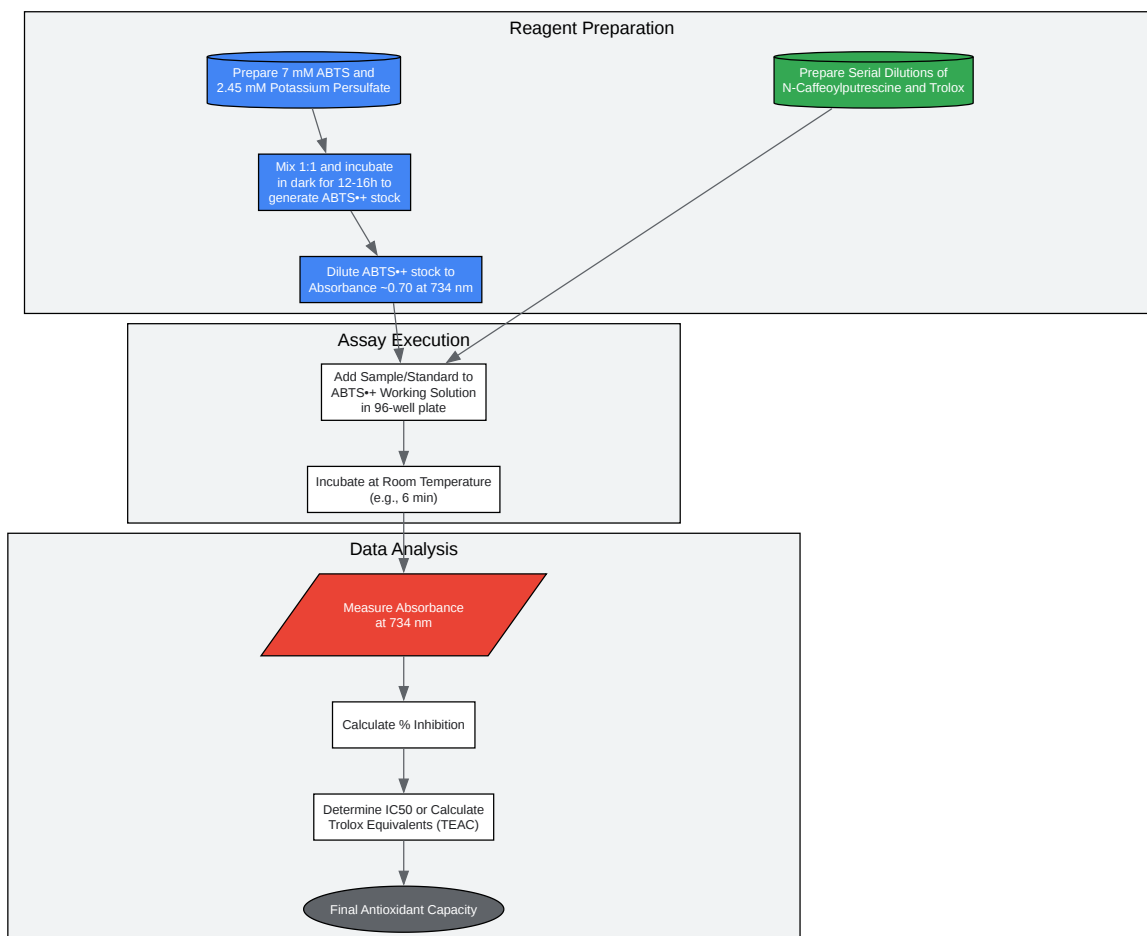 Reagent Preparation
Prepare 7 mM ABTS and
2.45 mM Potassium Persulfate
Prepare Serial Dilutions of
N-Caffeoylputrescine and Trolox
Mix 1:1 and incubate
in dark for 12-16h to
generate ABTS•+ stock
Dilute ABTS•+ stock to
Absorbance ~0.70 at 734 nm
Assay Execution
Add Sample/Standard to
ABTS•+ Working Solution
in 96-well plate
Incubate at Room Temperature
(e.g., 6 min)
Data Analysis
Measure Absorbance
at 734 nm
Calculate % Inhibition
Determine IC50 or Calculate
Trolox Equivalents (TEAC)
Final Antioxidant Capacity